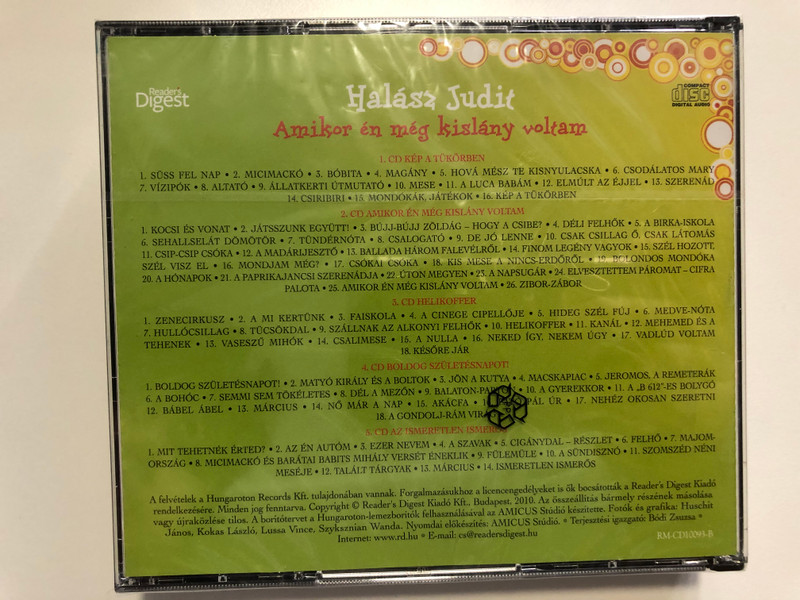 Reader's
Digest
Halász Judit
Amikor én még kislány voltam
COMPACT
disc
DIGITAL AUDIO
1. CD KÉP A TÜKÖRBEN
1. SÜSS FEL NAP • 2. MICIMACKÓ • 3. BÓBITA • 4. MAGÁNY • 5. HOVÁ MÉSZ TE KISNYULACSKA • 6. CSODÁLATOS MARY
7. VÍZIPÓK • 8. ALTATÓ • 9. ÁLLATKERTI ÚTMUTATÓ • 10. MESE • 11. A LUCA BABÁM • 12. ELMÚLT AZ ÉJJEL • 13. SZERENÁD
14. CSIRIBIRI • 15. MONDÓKÁK, JÁTÉKOK • 16. KÉP A TÜKÖRBEN
2. CD AMIKOR ÉN MÉG KISLÁNY VOLTAM
1. KOCSI ÉS VONAT • 2. JÁTSSZUNK EGYÜTT! • 3. BÚJJ-BÚJJ ZÖLDÁG – HOGY A CSIBE? • 4. DÉLI FELHŐK • 5. A BIRKA-ISKOLA
6. SEHALLSELÁT DÖMÖTÖR • 7. TÜNDÉRNÓTA • 8. CSALOGATÓ • 9. DE JÓ LENNE • 10. CSAK CSILLAG Ő, CSAK LÁTOMÁS
11. CSIP-CSIP CSÓKA • 12. A MADÁRIJESZTŐ • 13. BALLADA HÁROM FALEVÉLRŐL • 14. FINOM LEGÉNY VAGYOK • 15. SZÉL HOZOTT,
SZÉL VISZ EL • 16. MONDJAM MÉG? • 17. CSÓKAI CSÓKA • 18. KIS MESE A NINCS-ERDŐRŐL • 19. BOLONDOS MONDÓKA
20. A HÓNAPOK • 21. A PAPRIKAJANCSI SZERENÁDJA • 22. ÚTON MEGYEN • 23. A NAPSUGÁR • 24. ELVESZTETTEM PÁROMAT – CIFRA
PALOTA • 25. AMIKOR ÉN MÉG KISLÁNY VOLTAM • 26. ZIBOR-ZÁBOR
3. CD HELIKOFFER
1. ZENECIRKUSZ • 2. A MI KERTÜNK • 3. FAISKOLA • 4. A CINEGE CIPELLŐJE • 5. HIDEG SZÉL FÚJ • 6. MEDVE-NÓTA
7. HULLÓCSILLAG • 8. TÜCSÖKDAL • 9. SZÁLLNAK AZ ALKONYI FELHŐK • 10. HELIKOFFER • 11. KANÁL • 12. MEHEMED ÉS A
TEHENEK • 13. VASESZŰ MIHÓK • 14. CSALIMESE • 15. A NULLA • 16. NEKED ÍGY, NEKEM ÚGY • 17. VADLÚD VOLTAM
18. KÉSŐRE JÁR
4. CD BOLDOG SZÜLETÉSNAPOT!
1. BOLDOG SZÜLETÉSNAPOT! • 2. MATYÓ KIRÁLY ÉS A BOLTOK • 3. JÖN A KUTYA • 4. MACSKAPIAC • 5. JEROMOS, A REMETERÁK
6. A BOHÓC • 7. SEMMI SEM TÖKÉLETES • 8. DÉL A MEZŐN • 9. BALATON-PARTON • 10. A GYEREKKOR • 11. A „B 612"-ES BOLYGÓ
12. BÁBEL ÁBEL • 13. MÁRCIUS • 14. NŐ MÁR A NAP • 15. AKÁCFA • PÁL ÚR • 17. NEHÉZ OKOSAN SZERETNI
18. A GONDOLJ-RÁM VIRÁG
5. CD AZ ISMERETLEN ISMERŐS
1. MIT TEHETNÉK ÉRTED? • 2. AZ ÉN AUTÓM • 3. EZER NEVEM • 4. A SZAVAK • 5. CIGÁNYDAL – RÉSZLET • 6. FELHŐ • 7. MAJOM-
ORSZÁG • 8. MICIMACKÓ ÉS BARÁTAI BABITS MIHÁLY VERSÉT ÉNEKLIK • 9. FÜLEMÜLE • 10. A SÜNDISZNÓ • 11. SZOMSZÉD NÉNI
MESÉJE • 12. TALÁLT TÁRGYAK • 13. MÁRCIUS • 14. ISMERETLEN ISMERŐS
A felvételek a Hungaroton Records Kft. tulajdonában vannak. Forgalmazásukhoz a licencengedélyeket is ők bocsátották a Reader's Digest Kiadó
rendelkezésére. Minden jog fenntartva. Copyright © Reader's Digest Kiadó Kft., Budapest, 2010. Az összeállítás bármely részének másolása
vagy újraközlése tilos. A borítótervet a Hungaroton-lemezborítók felhasználásával az AMICUS Stúdió készítette. Fotók és grafika: Huschit
János, Kokas László, Lussa Vince, Szyksznian Wanda. Nyomdai előkészítés: AMICUS Stúdió. * Terjesztési igazgató: Bódi Zsuzsa *
Internet: www.rd.hu * E-mail: cs@readersdigest.hu
RM-CD10093-B